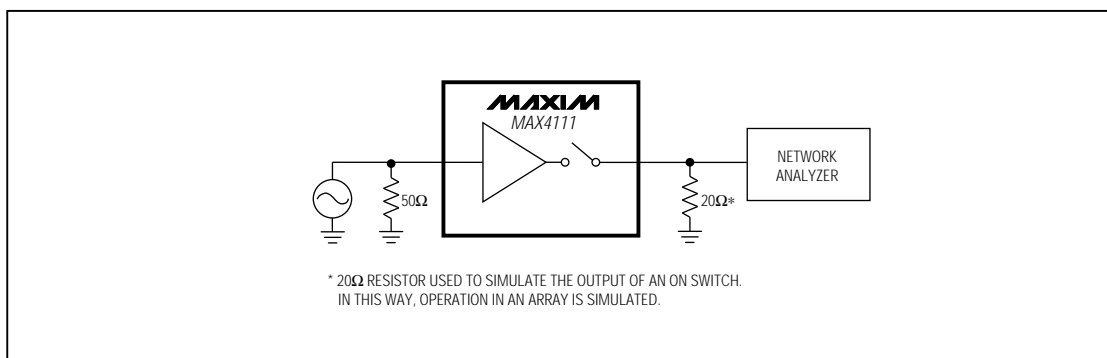 MAXIM
MAX4111
50Ω
20Ω*
NETWORK
ANALYZER
* 20Ω RESISTOR USED TO SIMULATE THE OUTPUT OF AN ON SWITCH.
IN THIS WAY, OPERATION IN AN ARRAY IS SIMULATED.